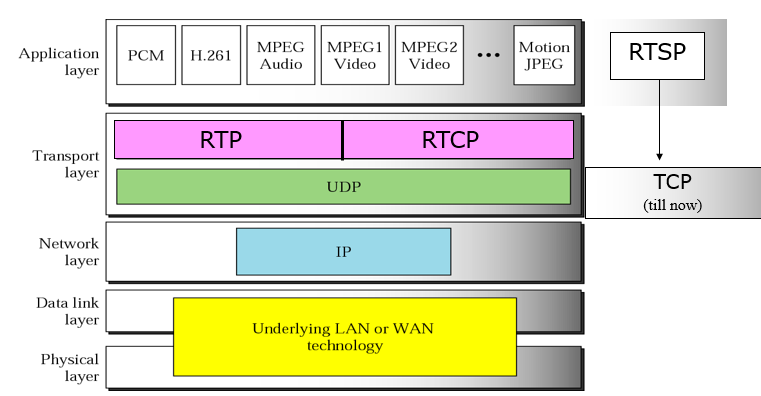 Application
layer
PCM
H.261
MPEG
Audio
MPEG1
Video
MPEG2
Video
...
Motion
JPEG
RTSP
Transport
layer
RTP
RTCP
UDP
TCP
(till now)
Network
layer
IP
Data link
layer
Underlying LAN or WAN
technology
Physical
layer